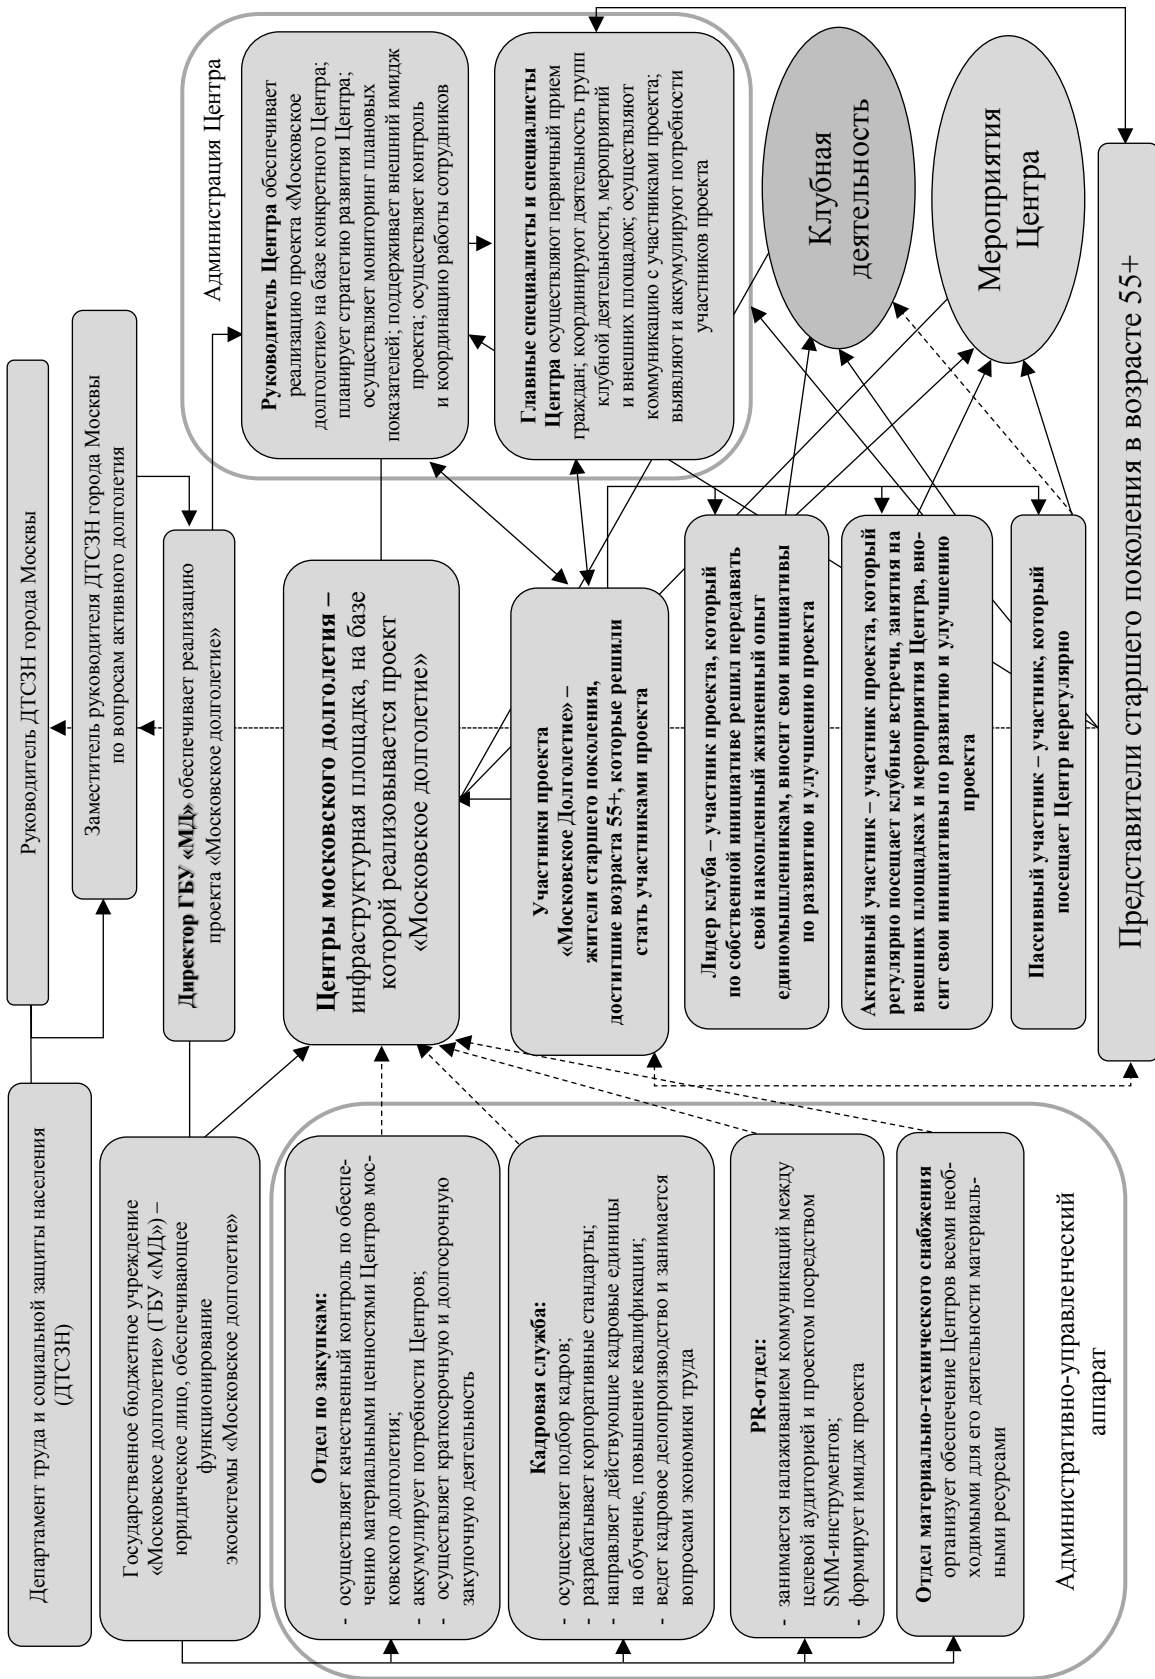 Департамент труда и социальной защиты населения
(ДТСЗН)
Руководитель ДТСЗН города Москвы
Заместитель руководителя ДТСЗН города Москвы
по вопросам активного долголетия
Государственное бюджетное учреждение
«Московское долголетие» (ГБУ «МД») –
юридическое лицо, обеспечивающее
функционирование
экосистемы «Московское долголетие»
Директор ГБУ «МД» обеспечивает реализацию
проекта «Московское долголетие»
Администрация Центра
Руководитель Центра обеспечивает
реализацию проекта «Московское
долголетие» на базе конкретного Центра;
планирует стратегию развития Центра;
осуществляет мониторинг плановых
показателей; поддерживает внешний имидж
проекта; осуществляет контроль
и координацию работы сотрудников
Главные специалисты и специалисты
Центра осуществляют первичный прием
граждан; координируют деятельность групп
клубной деятельности, мероприятий
и внешних площадок; осуществляют
коммуникацию с участниками проекта;
выявляют и аккумулируют потребности
участников проекта
Центры московского долголетия –
инфраструктурная площадка, на базе
которой реализовывается проект
«Московское долголетие»
Отдел по закупкам:
- осуществляет качественный контроль по обеспе-
чению материальными ценностями Центров мос-
ковского долголетия;
- аккумулирует потребности Центров;
- осуществляет краткосрочную и долгосрочную
закупочную деятельность
Кадровая служба:
- осуществляет подбор кадров;
- разрабатывает корпоративные стандарты;
- направляет действующие кадровые единицы
на обучение, повышение квалификации;
- ведет кадровое делопроизводство и занимается
вопросами экономики труда
PR-отдел:
- занимается налаживанием коммуникаций между
целевой аудиторией и проектом посредством
SMM-инструментов;
- формирует имидж проекта
Отдел материально-технического снабжения
организует обеспечение Центров всеми необ-
ходимыми для его деятельности материаль-
ными ресурсами
Административно-управленческий
аппарат
Участники проекта
«Московское Долголетие» –
жители старшего поколения,
достигшие возраста 55+, которые решили
стать участниками проекта
Лидер клуба – участник проекта, который
по собственной инициативе решил передавать
свой накопленный жизненный опыт
единомышленникам, вносит свои инициативы
по развитию и улучшению проекта
Активный участник – участник проекта, который
регулярно посещает клубные встречи, занятия на
внешних площадках и мероприятия Центра, вно-
сит свои инициативы по развитию и улучшению
проекта
Пассивный участник – участник, который
посещает Центр нерегулярно
Клубная
деятельность
Мероприятия
Центра
Представители старшего поколения в возрасте 55+